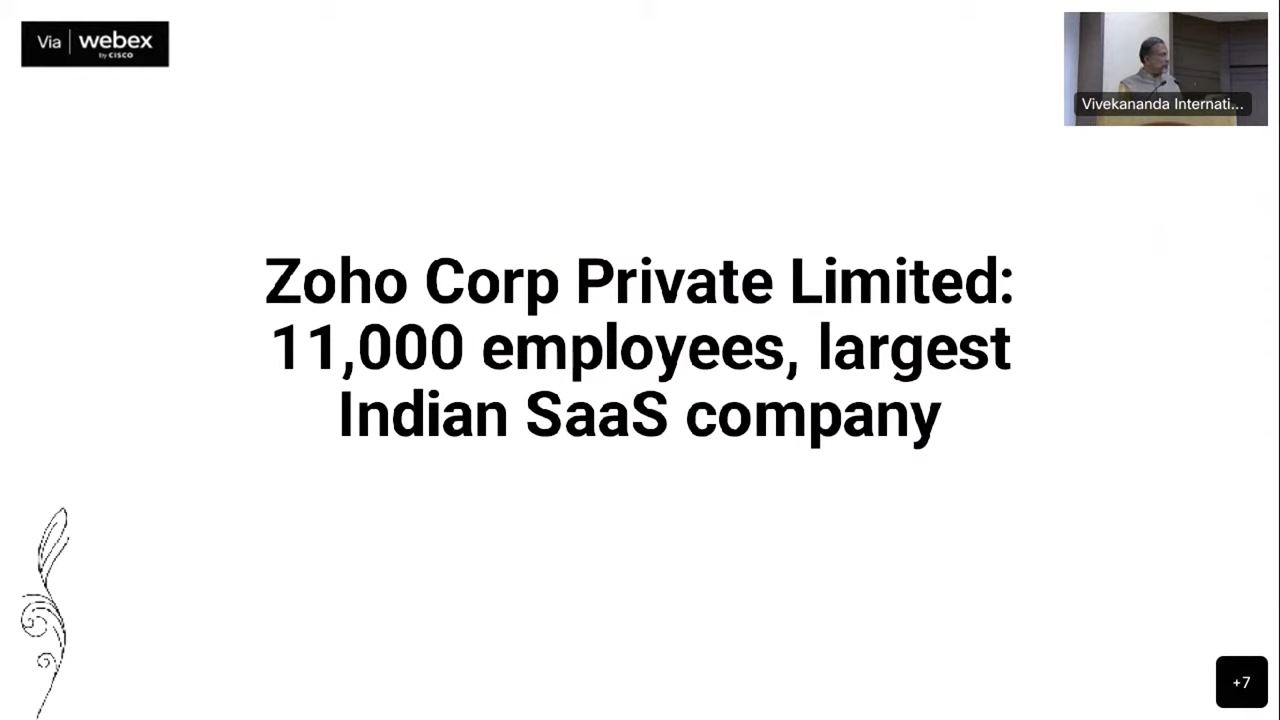 Via webex
by CISCO
Vivekananda Internati...
Zoho Corp Private Limited:
11,000 employees, largest
Indian SaaS company
+7